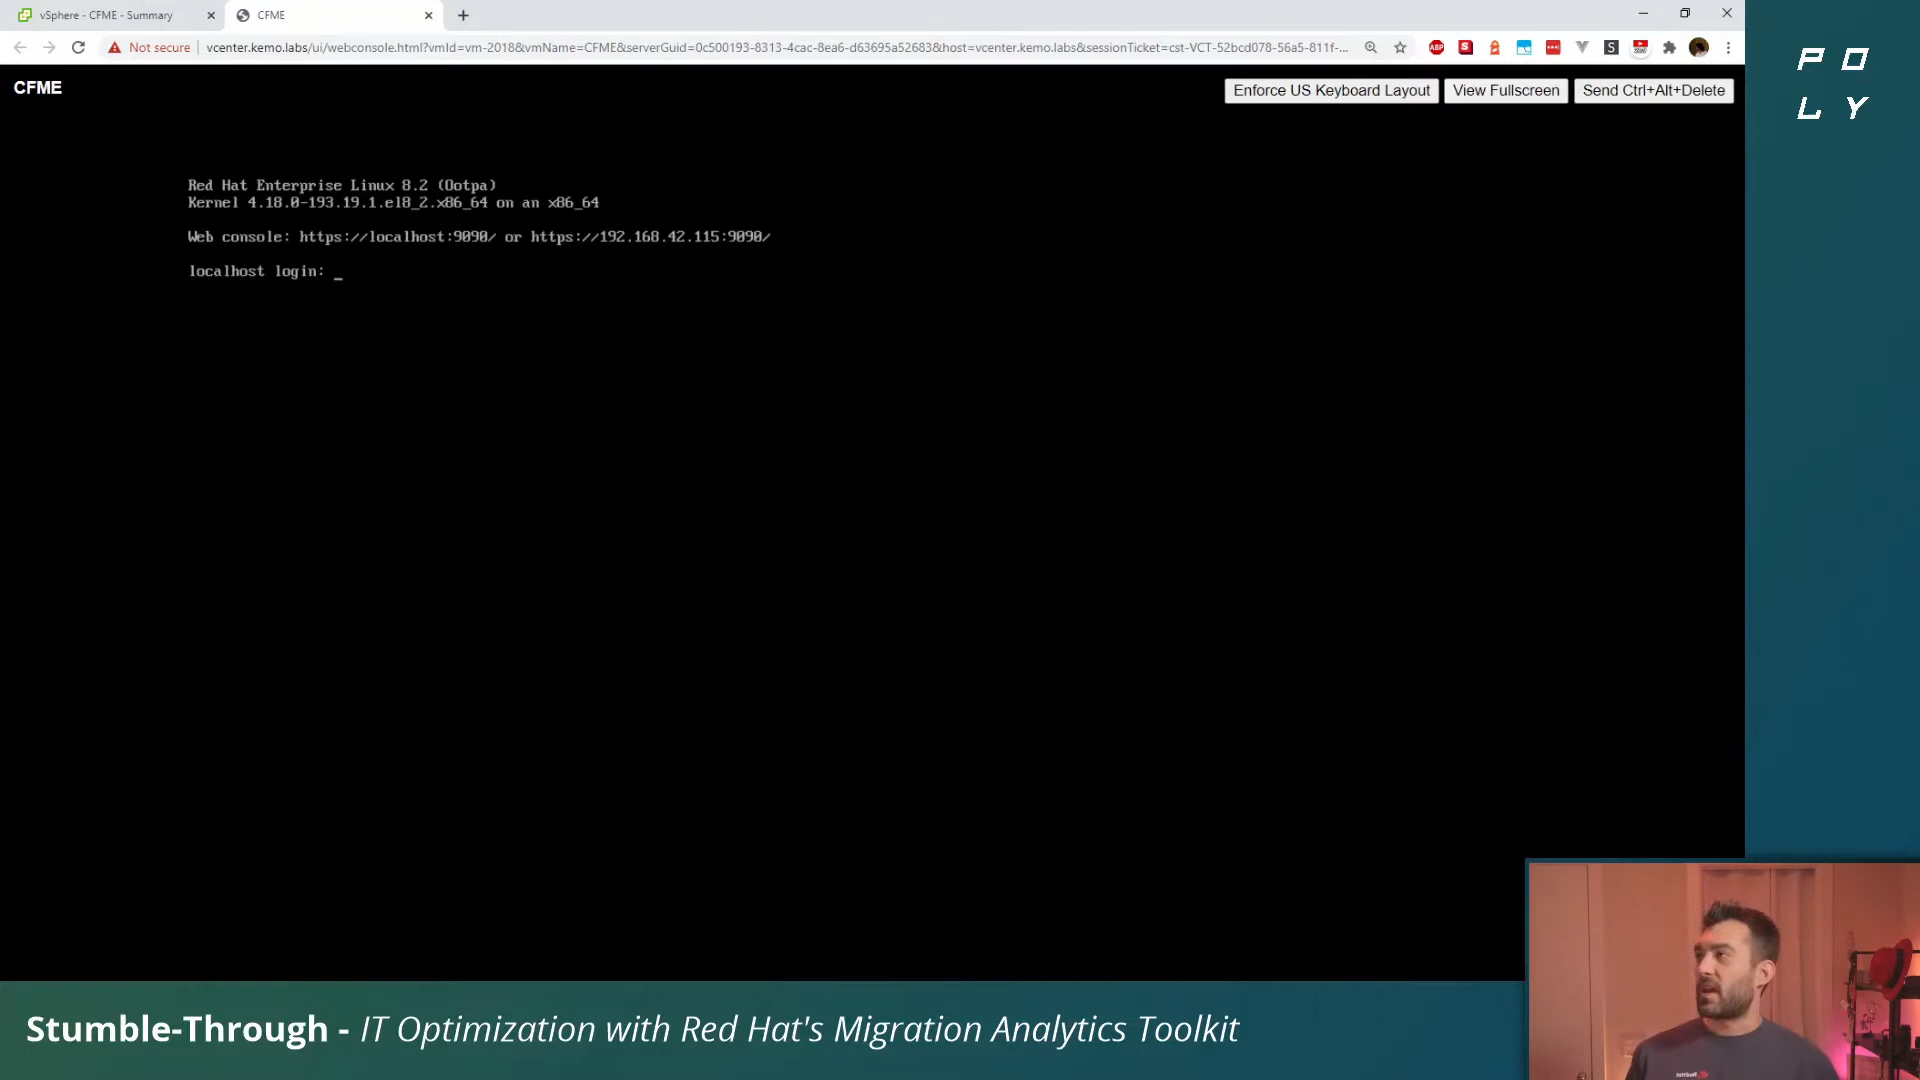 vSphere - CFME - Summary
CFME
Not secure
vcenter.kemo.labs/ui/webconsole.html?vmId=vm-2018&vmName=CFME&serverGuid=0c500193-8313-4cac-8ea6-d63695a52683&host=vcenter.kemo.labs&sessionTicket=cst-VCT-52bcd078-56a5-811f-...
ABP
S
S
CFME
Enforce US Keyboard Layout
View Fullscreen
Send Ctrl+Alt+Delete
PO
LY
Red Hat Enterprise Linux 8.2 (Ootpa)
Kernel 4.18.0-193.19.1.el8_2.x86_64 on an x86_64
Web console: https://localhost:9090/ or https://192.168.42.115:9090/
localhost login: _
Stumble-Through - IT Optimization with Red Hat's Migration Analytics Toolkit